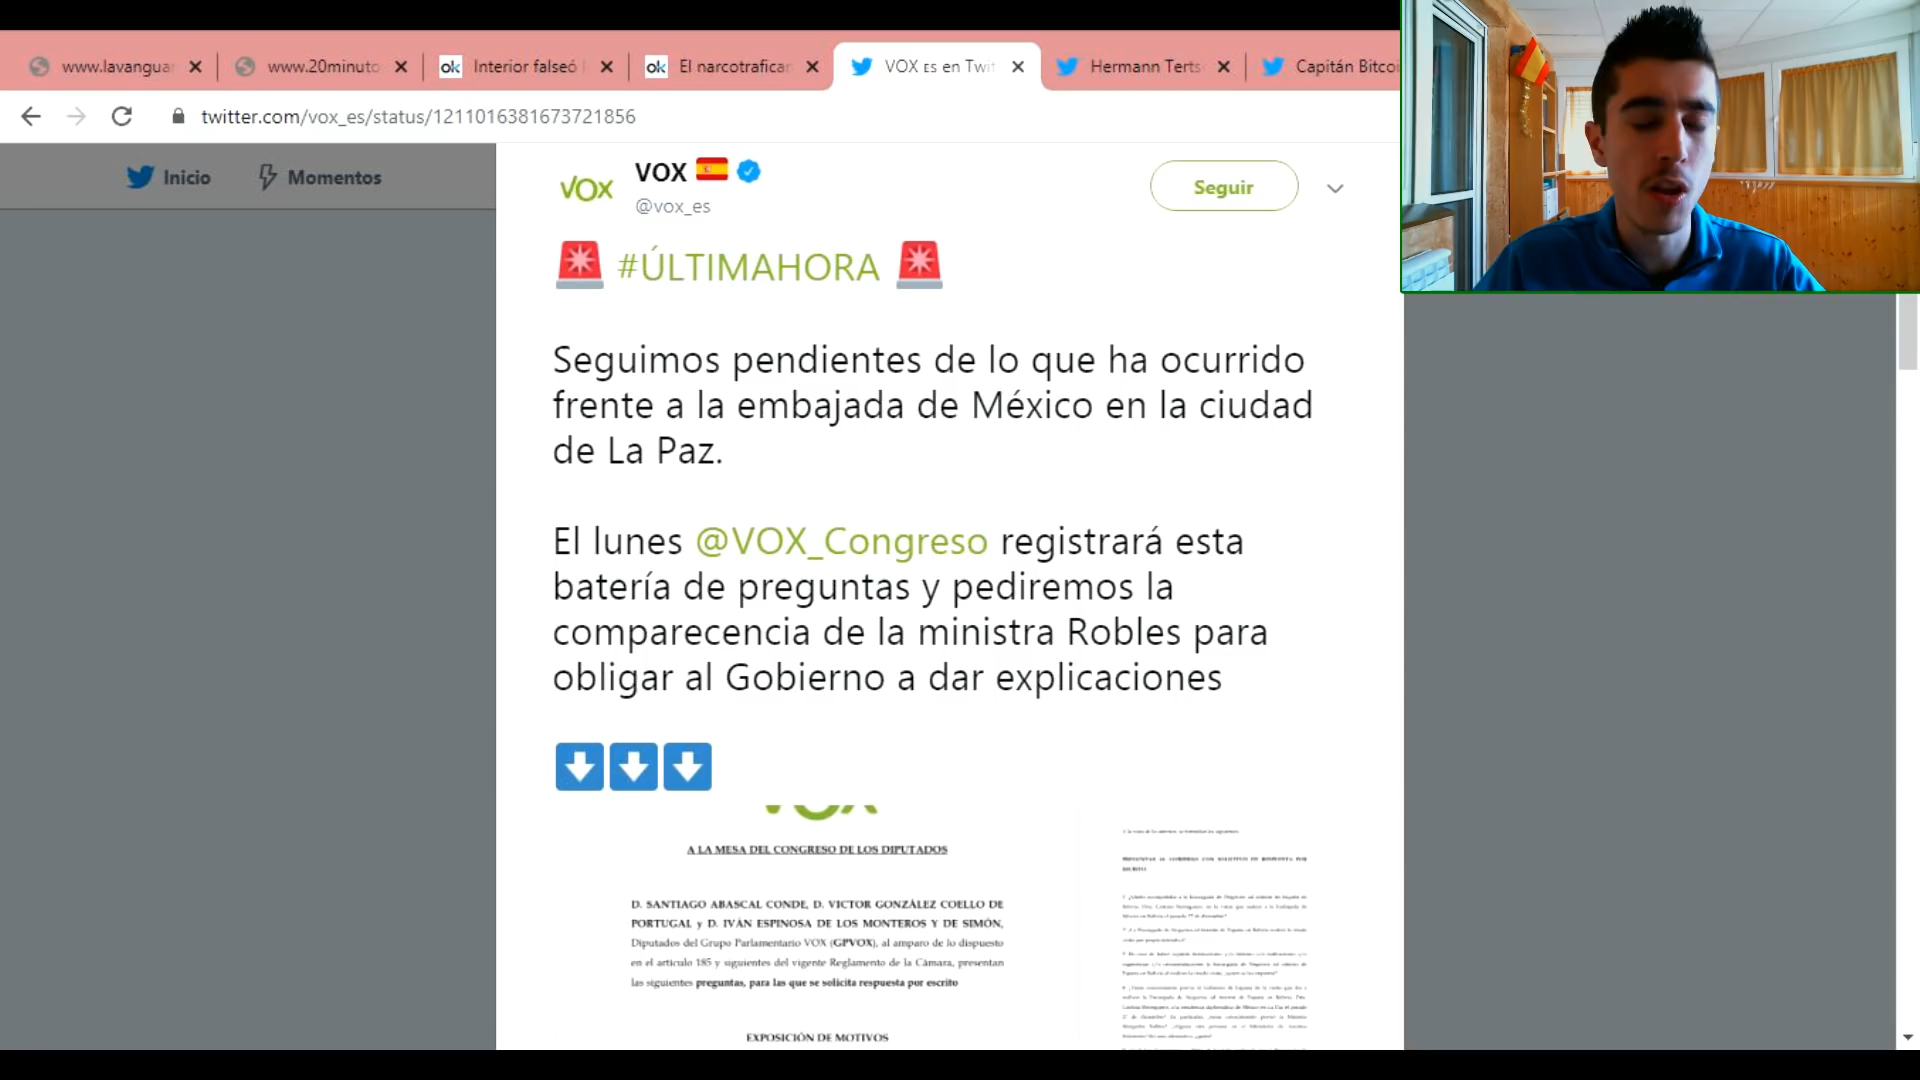 www.lavanguar
www.20minuto
ok Interior falseó
ok El narcotrafican
VOX ES en Twit
Hermann Terts
Capitán Bitcoi
twitter.com/vox_es/status/1211016381673721856
Inicio
Momentos
VOX
VOX
@vox_es
Seguir
#ÚLTIMAHORA
Seguimos pendientes de lo que ha ocurrido
frente a la embajada de México en la ciudad
de La Paz.
El lunes @VOX_Congreso registrará esta
batería de preguntas y pediremos la
comparecencia de la ministra Robles para
obligar al Gobierno a dar explicaciones
A LA MESA DEL CONGRESO DE LOS DIPUTADOS
D. SANTIAGO ABASCAL CONDE, D. VICTOR GONZÁLEZ COELLO DE
PORTUGAL y D. IVÁN ESPINOSA DE LOS MONTEROS Y DE SIMÓN,
Diputados del Grupo Parlamentario VOX (GPVOX), al amparo de lo dispuesto
en el artículo 185 y siguientes del vigente Reglamento de la Cámara, presentan
las siguientes preguntas, para las que se solicita respuesta por escrito
EXPOSICIÓN DE MOTIVOS